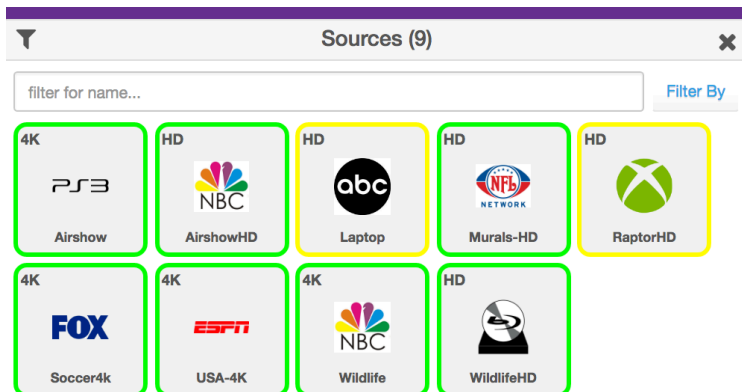 Sources (9)
filter for name...
Filter By
4K
HD
HD
HD
HD
PS3
NBC
abc
NFL
NETWORK
Airshow
AirshowHD
Laptop
Murals-HD
RaptorHD
4K
4K
4K
HD
FOX
ESPN
NBC
Soccer4k
USA-4K
Wildlife
WildlifeHD